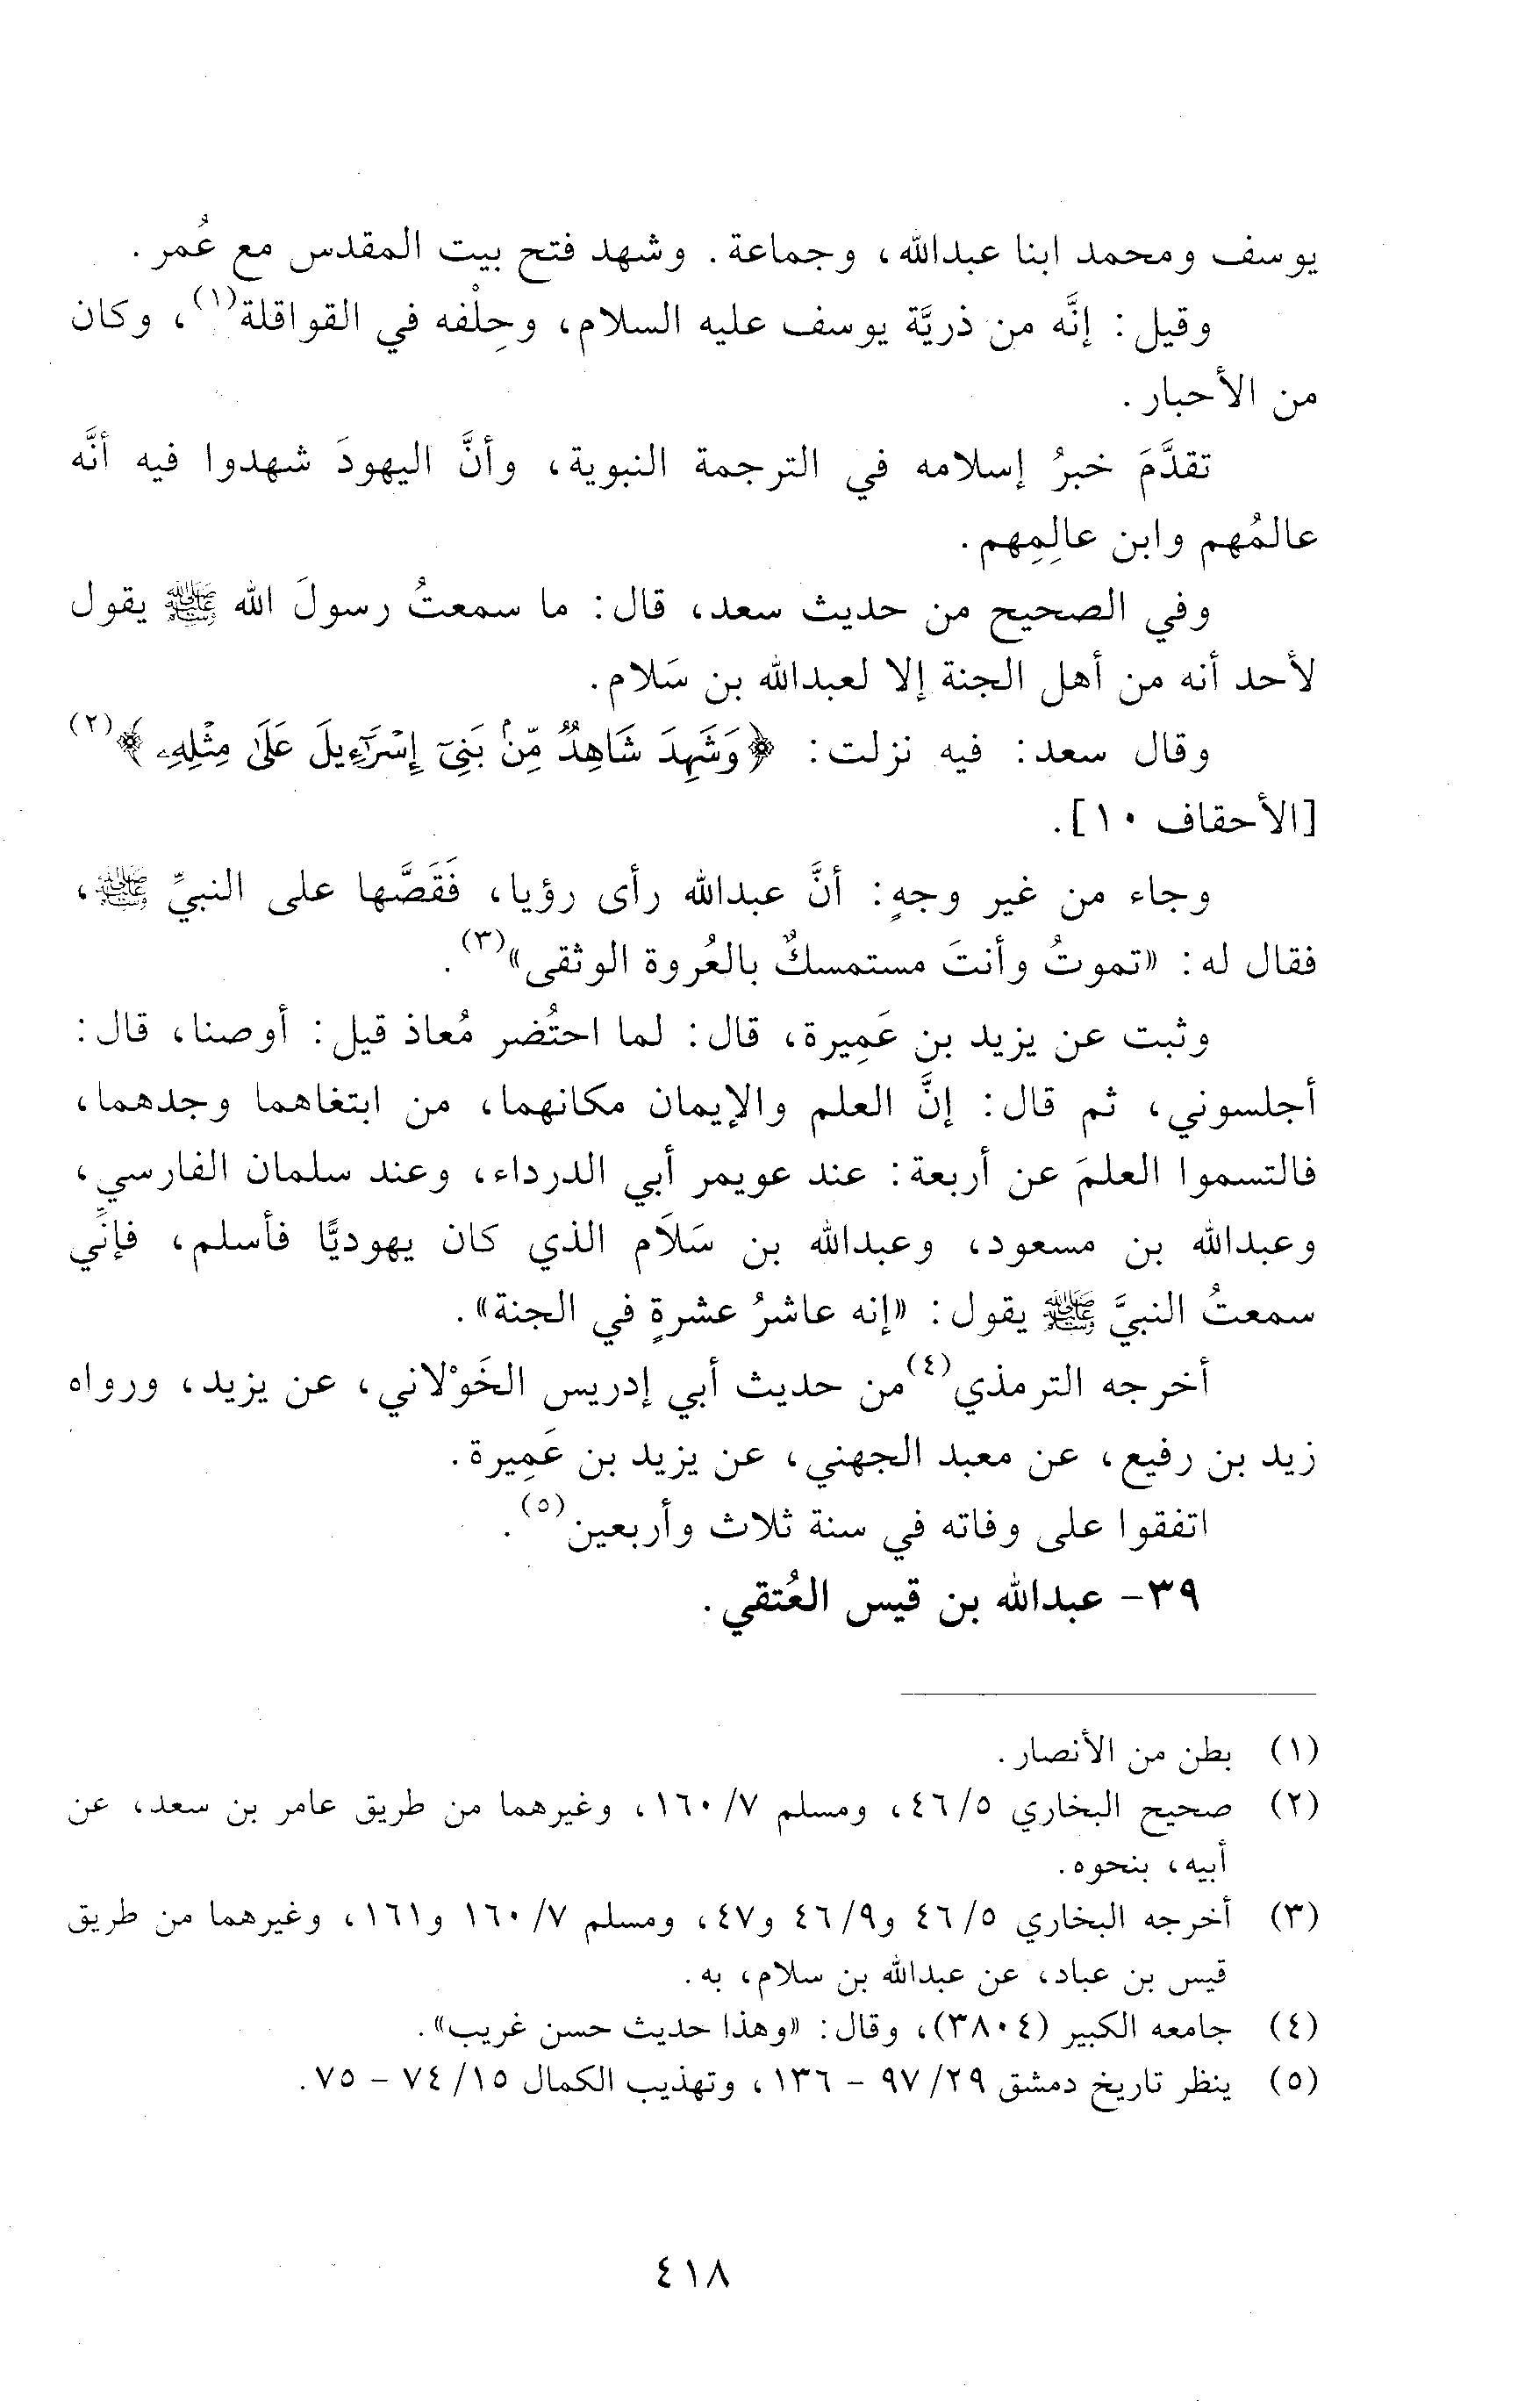 يوسف ومحمد ابنا عبدالله، وجماعة. وشهد فتح بيت المقدس مع عُمر.
وقيل: إنَّه من ذريَّة يوسف عليه السلام، وحِلْفه في القواقلة(١)، وكان
من الأحبار.
تقدَّمَ خبرُ إسلامه في الترجمة النبوية، وأنَّ اليهودَ شهدوا فيه أنَّه
عالمُهم وابن عالِمِهم.
وفي الصحيح من حديث سعد، قال: ما سمعتُ رسولَ الله ﷺ يقول
لأحد أنه من أهل الجنة إلا لعبدالله بن سَلام.
وقال سعد: فيه نزلت: ﴿وَشَهِدَ شَاهِدٌ مِّنۢ بَنِىٓ إِسْرَٰٓءِيلَ عَلَىٰ مِثْلِهِۦ﴾(٢)
[الأحقاف ١٠].
وجاء من غير وجهٍ: أنَّ عبدالله رأى رؤيا، فَقَصَّها على النبيِّ ﷺ،
فقال له: «تموتُ وأنتَ مستمسكٌ بالعُروة الوثقى»(٣).
وثبت عن يزيد بن عَمِيرة، قال: لما احتُضر مُعاذ قيل: أوصنا، قال:
أجلسوني، ثم قال: إنَّ العلم والإيمان مكانهما، من ابتغاهما وجدهما،
فالتسموا العلمَ عن أربعة: عند عويمر أبي الدرداء، وعند سلمان الفارسي،
وعبدالله بن مسعود، وعبدالله بن سَلاَم الذي كان يهوديًّا فأسلم، فإنِّي
سمعتُ النبيَّ ﷺ يقول: «إنه عاشرُ عشرةٍ في الجنة».
أخرجه الترمذي(٤) من حديث أبي إدريس الخَوْلاني، عن يزيد، ورواه
زيد بن رفيع، عن معبد الجهني، عن يزيد بن عَمِيرة.
اتفقوا على وفاته في سنة ثلاث وأربعين(٥).
٣٩- عبدالله بن قيس العُتقي.
(١) بطن من الأنصار.
(٢) صحيح البخاري ٥/ ٤٦، ومسلم ٧/ ١٦٠، وغيرهما من طريق عامر بن سعد، عن
أبيه، بنحوه.
(٣) أخرجه البخاري ٥/ ٤٦ و٩/ ٤٦ و٤٧، ومسلم ٧/ ١٦٠ و١٦١، وغيرهما من طريق
قيس بن عباد، عن عبدالله بن سلام، به.
(٤) جامعه الكبير (٣٨٠٤)، وقال: «وهذا حديث حسن غريب».
(٥) ينظر تاريخ دمشق ٢٩/ ٩٧ - ١٣٦، وتهذيب الكمال ١٥/ ٧٤ - ٧٥.
٤١٨